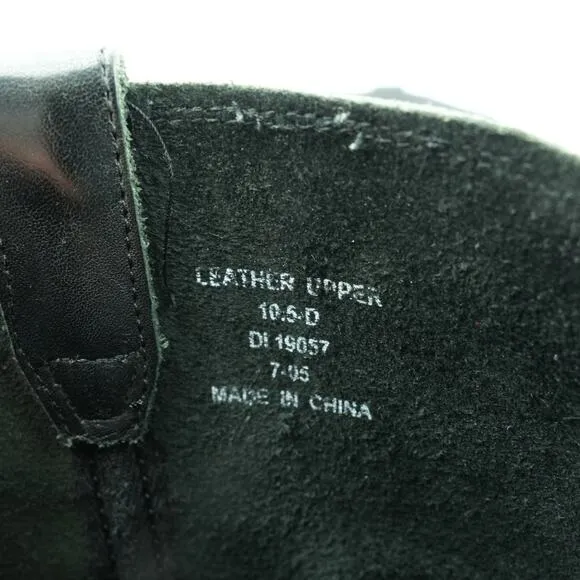 LEATHER UPPER
10.5-D
DI 19057
7-05
MADE IN CHINA